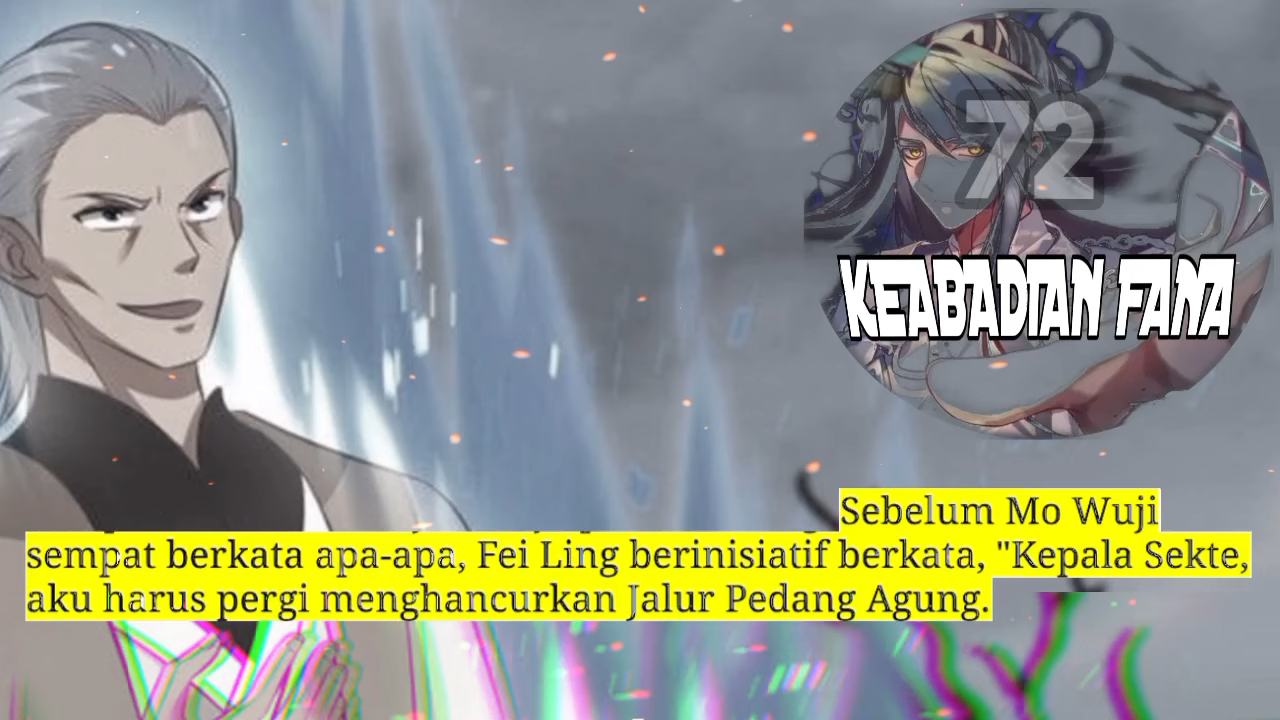 72
KEABADIAN FANA
Sebelum Mo Wuji
sempat berkata apa-apa, Fei Ling berinisiatif berkata, "Kepala Sekte,
aku harus pergi menghancurkan Jalur Pedang Agung.